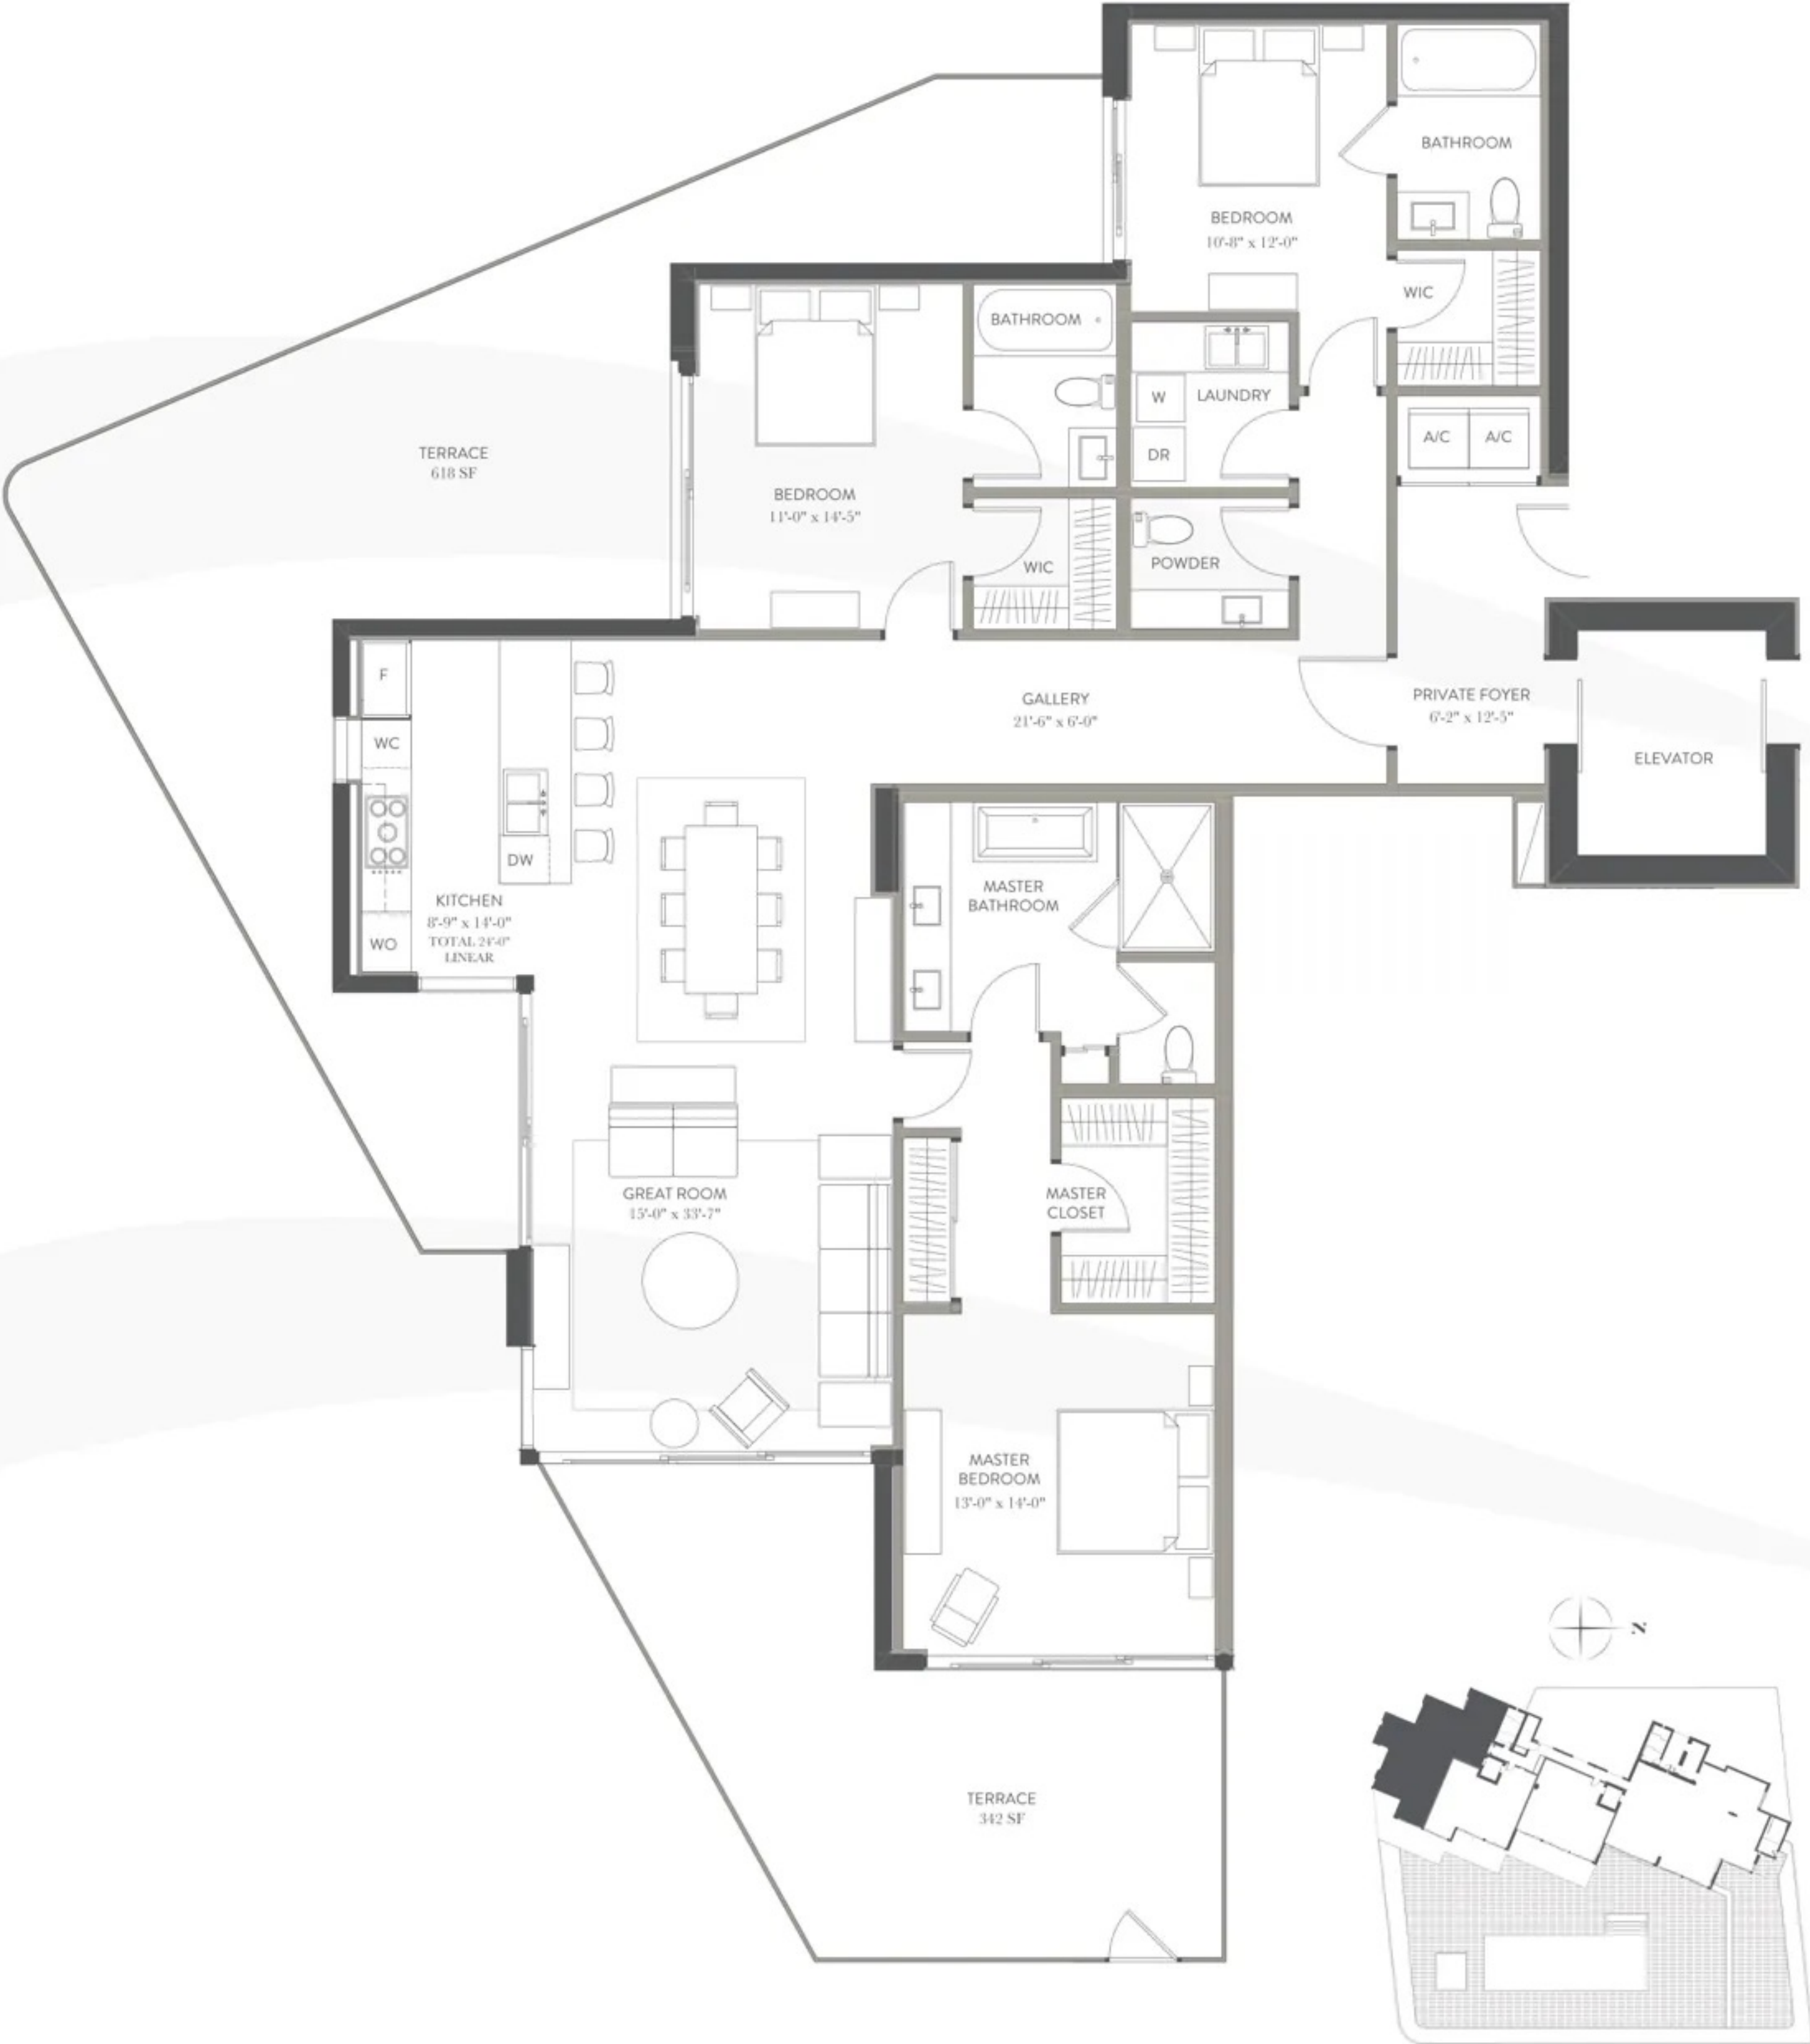 BATHROOM
BEDROOM
10'-8" x 12'-0"
WIC
BATHROOM
W
LAUNDRY
DR
A/C
A/C
TERRACE
618 SF
BEDROOM
11'-0" x 14'-5"
WIC
POWDER
F
WC
GALLERY
21'-6" x 6'-0"
PRIVATE FOYER
6'-2" x 12'-5"
ELEVATOR
DW
KITCHEN
8'-9" x 14'-0"
TOTAL 24'-0"
LINEAR
WO
MASTER
BATHROOM
GREAT ROOM
15'-0" x 33'-7"
MASTER
CLOSET
MASTER
BEDROOM
13'-0" x 14'-0"
N
TERRACE
342 SF